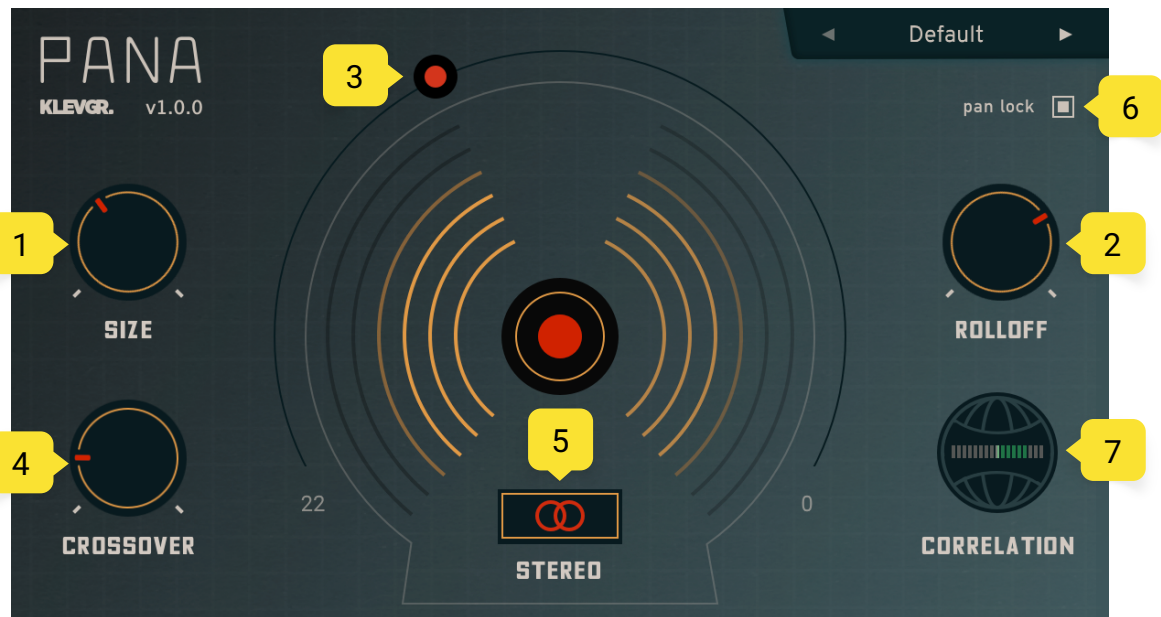 PANA
KLEVGR. v1.0.0
Default
pan lock
3
6
1
2
SIZE
ROLLOFF
4
5
7
22
0
CROSSOVER
STEREO
CORRELATION